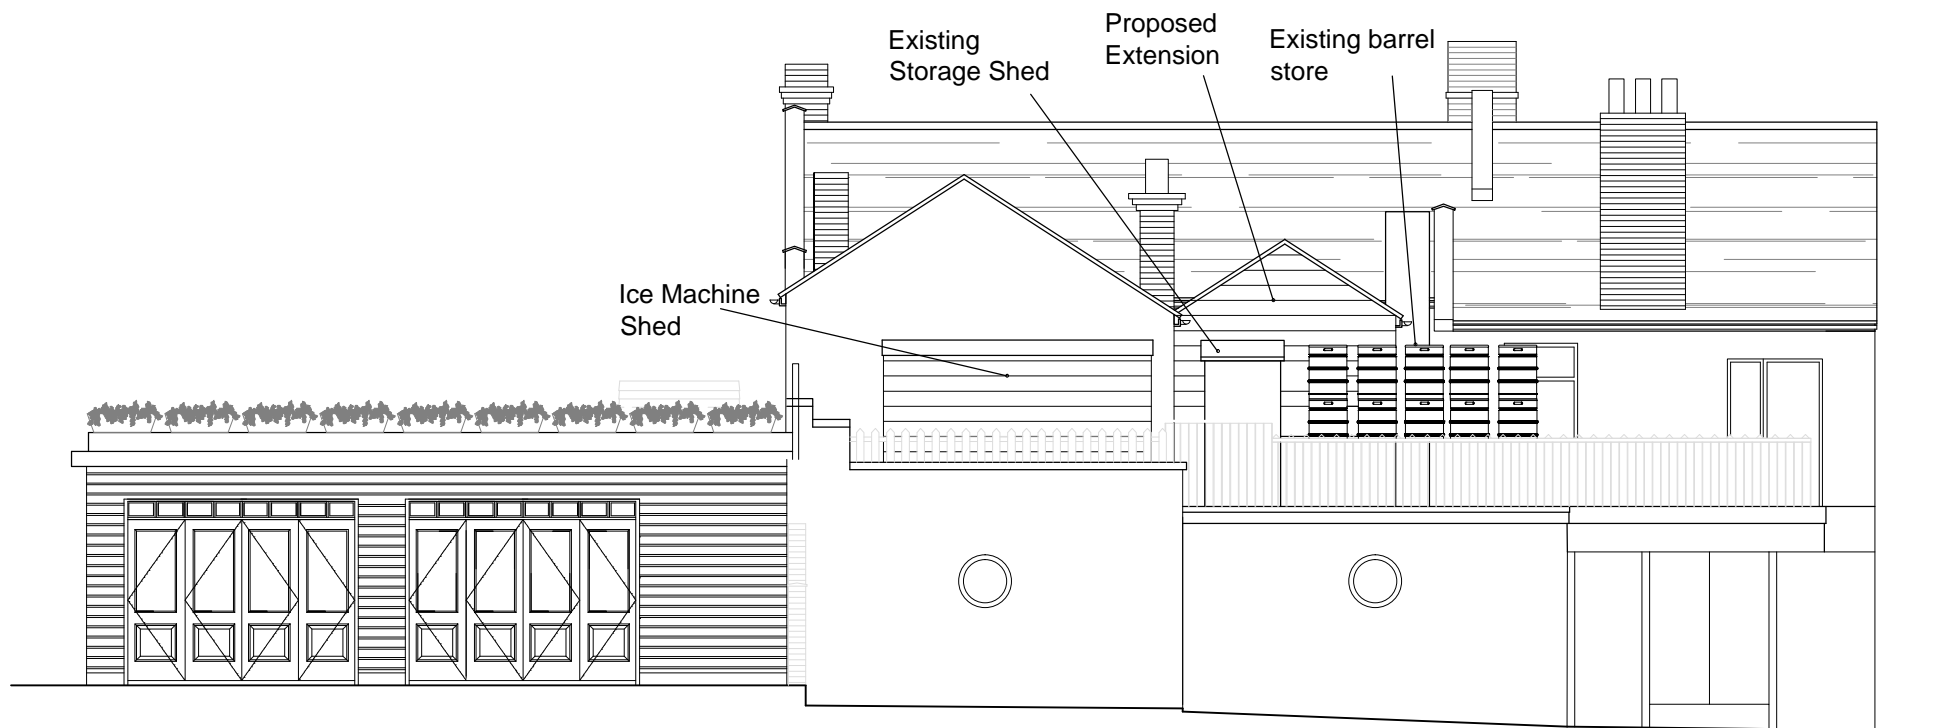 Existing
Storage Shed
Proposed
Extension
Existing barrel
store
Ice Machine
Shed